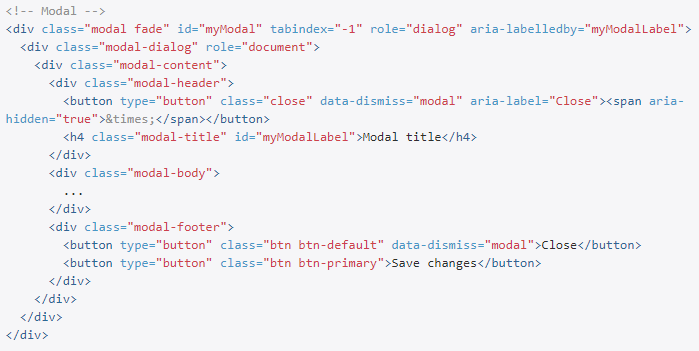 <!-- Modal -->
<div class="modal fade" id="myModal" tabindex="-1" role="dialog" aria-labelledby="myModalLabel">
  <div class="modal-dialog" role="document">
    <div class="modal-content">
      <div class="modal-header">
        <button type="button" class="close" data-dismiss="modal" aria-label="Close"><span aria-
hidden="true">&times;</span></button>
        <h4 class="modal-title" id="myModalLabel">Modal title</h4>
      </div>
      <div class="modal-body">
        ...
      </div>
      <div class="modal-footer">
        <button type="button" class="btn btn-default" data-dismiss="modal">Close</button>
        <button type="button" class="btn btn-primary">Save changes</button>
      </div>
    </div>
  </div>
</div>